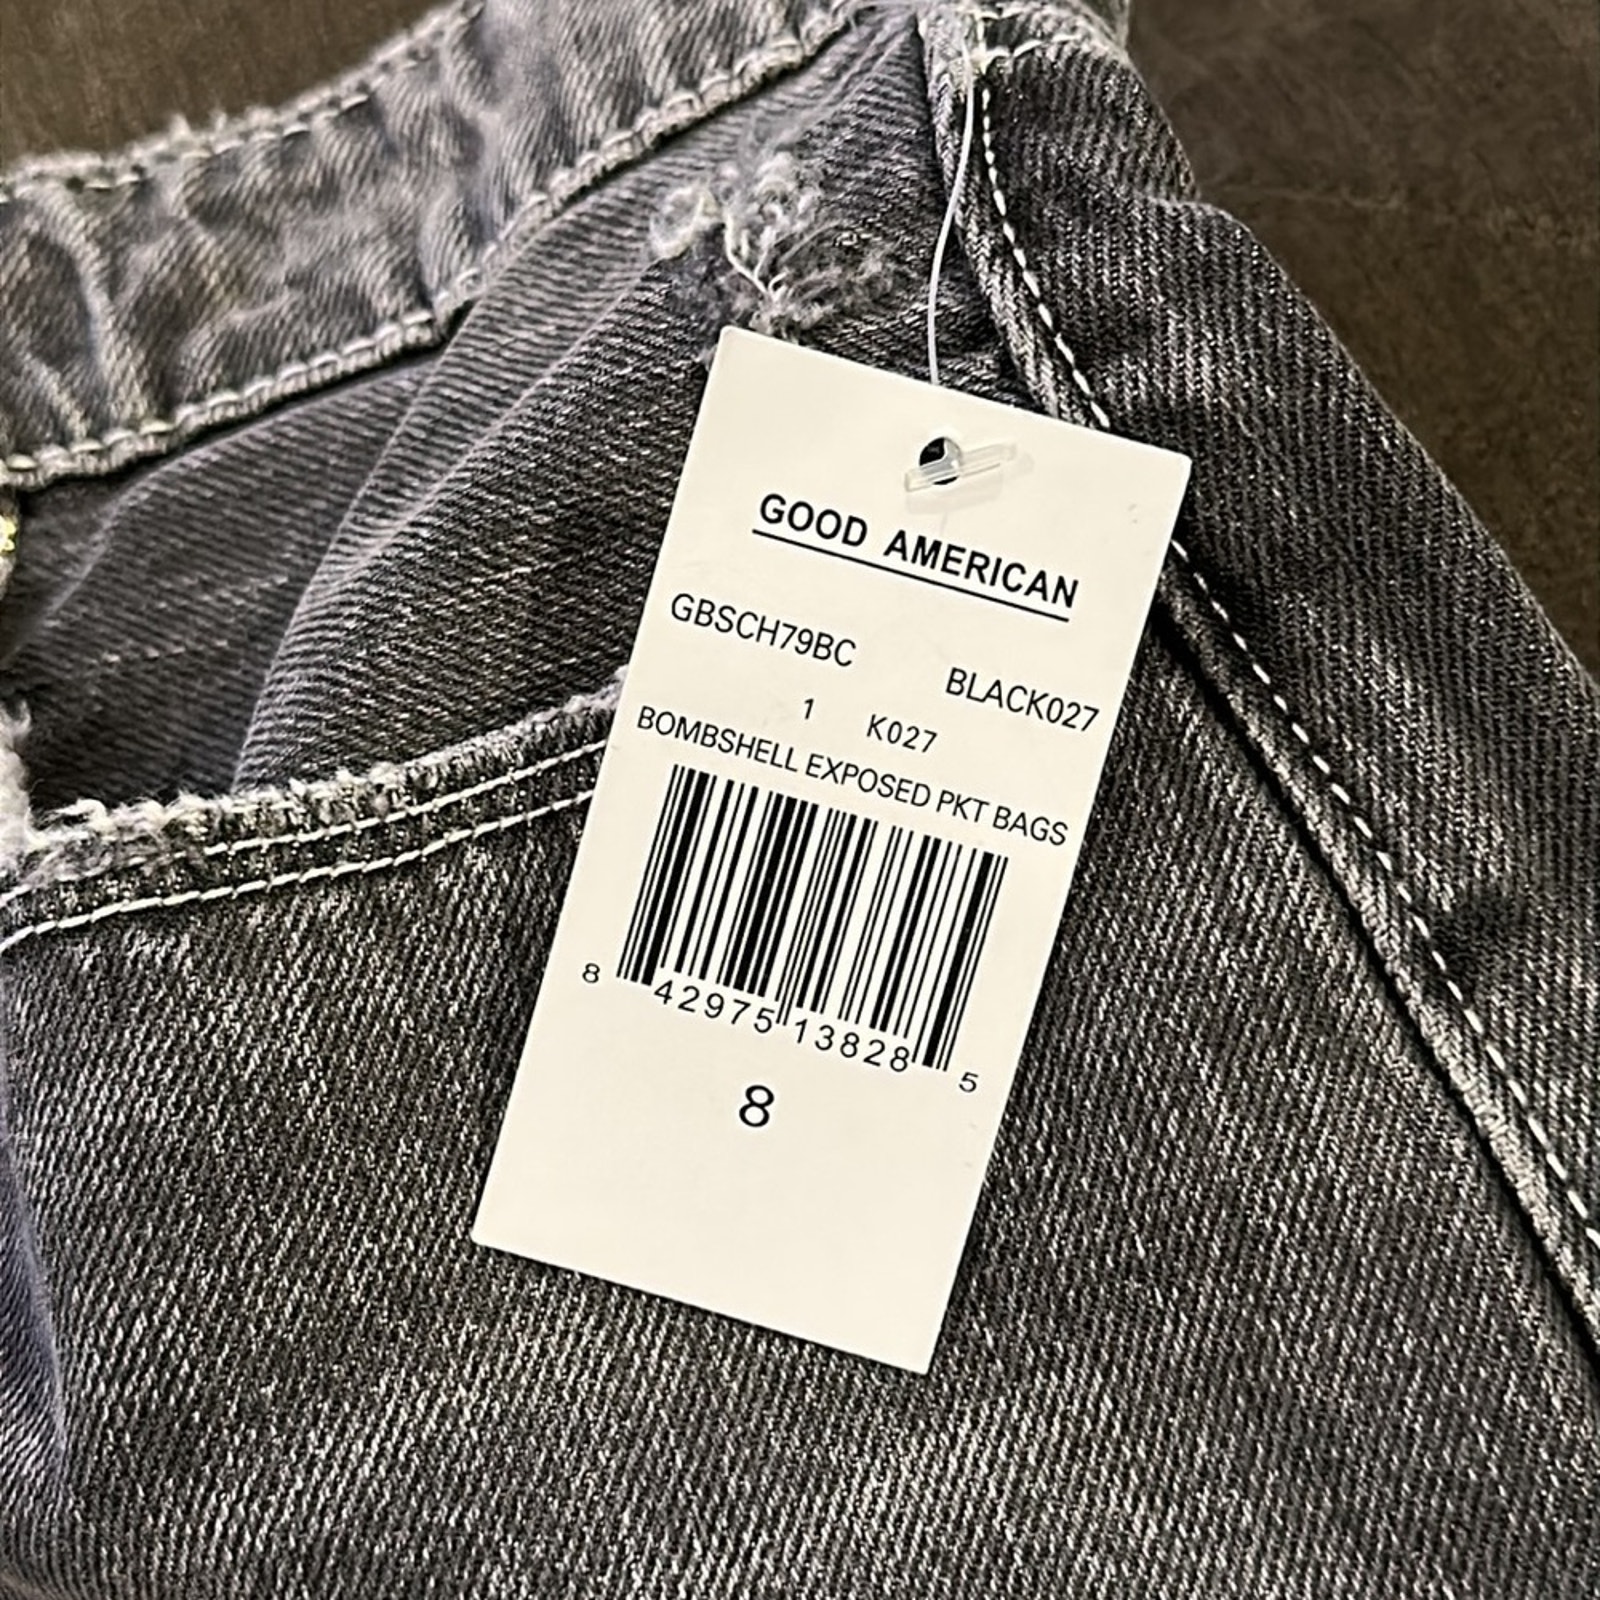 GOOD AMERICAN
GBSCH79BC BLACK027
1 K027
BOMBSHELL EXPOSED PKT BAGS
8 42975 13828 5
8